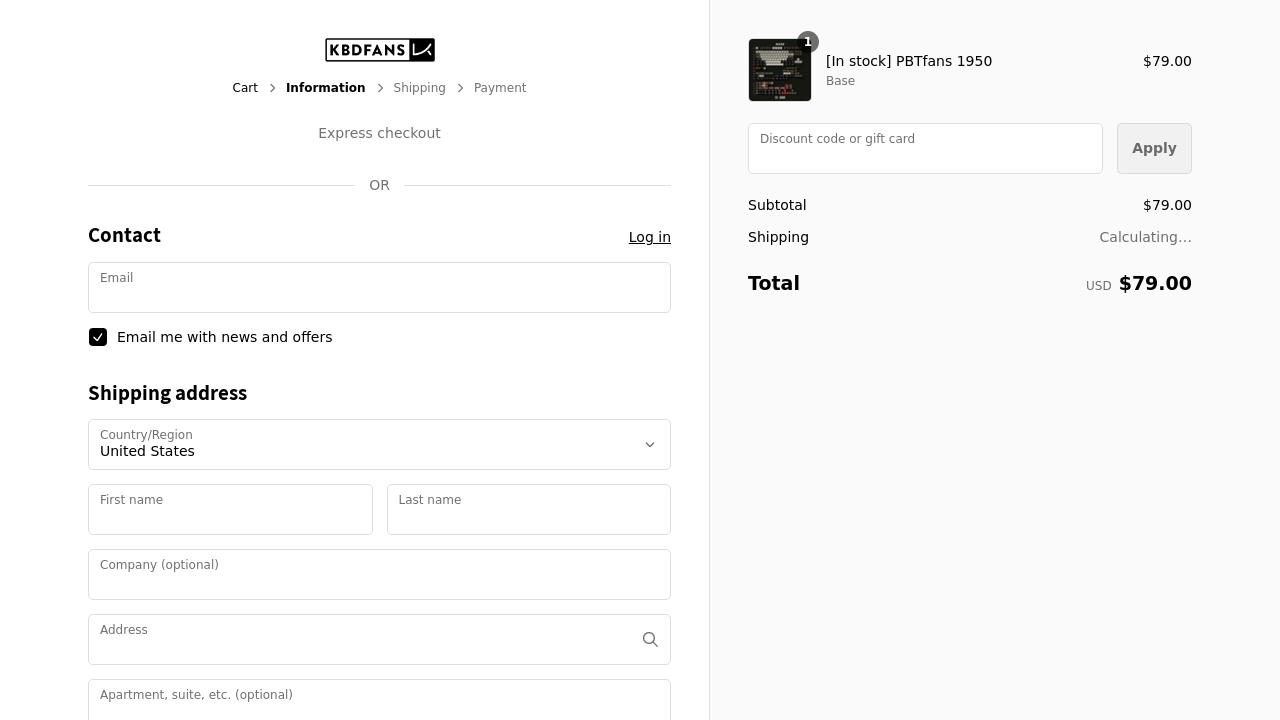 KBDFANS
Cart
Information
Shipping
Payment
Express checkout
OR
Contact
Log in
Email
Email me with news and offers
Shipping address
Country/Region
United States
First name
Last name
Company (optional)
Address
Apartment, suite, etc. (optional)
1
[In stock] PBTfans 1950
Base
$79.00
Discount code or gift card
Apply
Subtotal
$79.00
Shipping
Calculating…
Total
USD $79.00